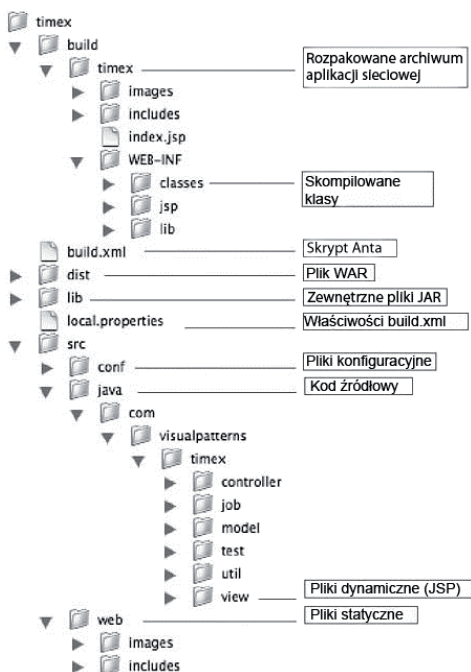 timex
build
timex
Rozpakowane archiwum
aplikacji sieciowej
images
includes
index.jsp
WEB-INF
classes
Skompilowane
klasy
jsp
lib
build.xml
Skrypt Anta
dist
Plik WAR
lib
Zewnętrzne pliki JAR
local.properties
Właściwości build.xml
src
conf
Pliki konfiguracyjne
java
Kod źródłowy
com
visualpatterns
timex
controller
job
model
test
util
view
Pliki dynamiczne (JSP)
web
Pliki statyczne
images
includes